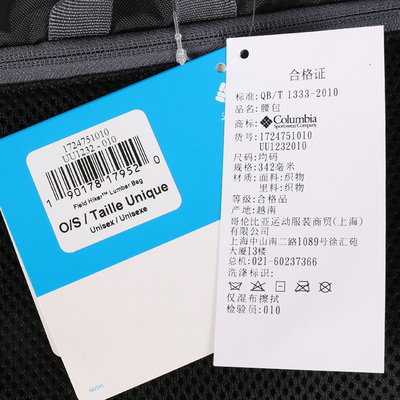 1724751010
UU1232-010
1 90178 17952 0
Field Hiker™ Lumbar Bag
O/S / Taille Unique
Unisex / Unisexe
合格证
标准:QB/T 1333-2010
品名:腰包
商标: Columbia
Sportswear Company
货号:1724751010
UU1232010
尺码:均码
规格:342毫米
材质:面料:织物
里料:织物
等级:合格品
产地:越南
哥伦比亚运动服装商贸(上海)
有限公司
上海中山南二路1089号徐汇苑
大厦13楼
总机:021-60237366
洗涤标识:
仅湿布擦拭
检验员:010